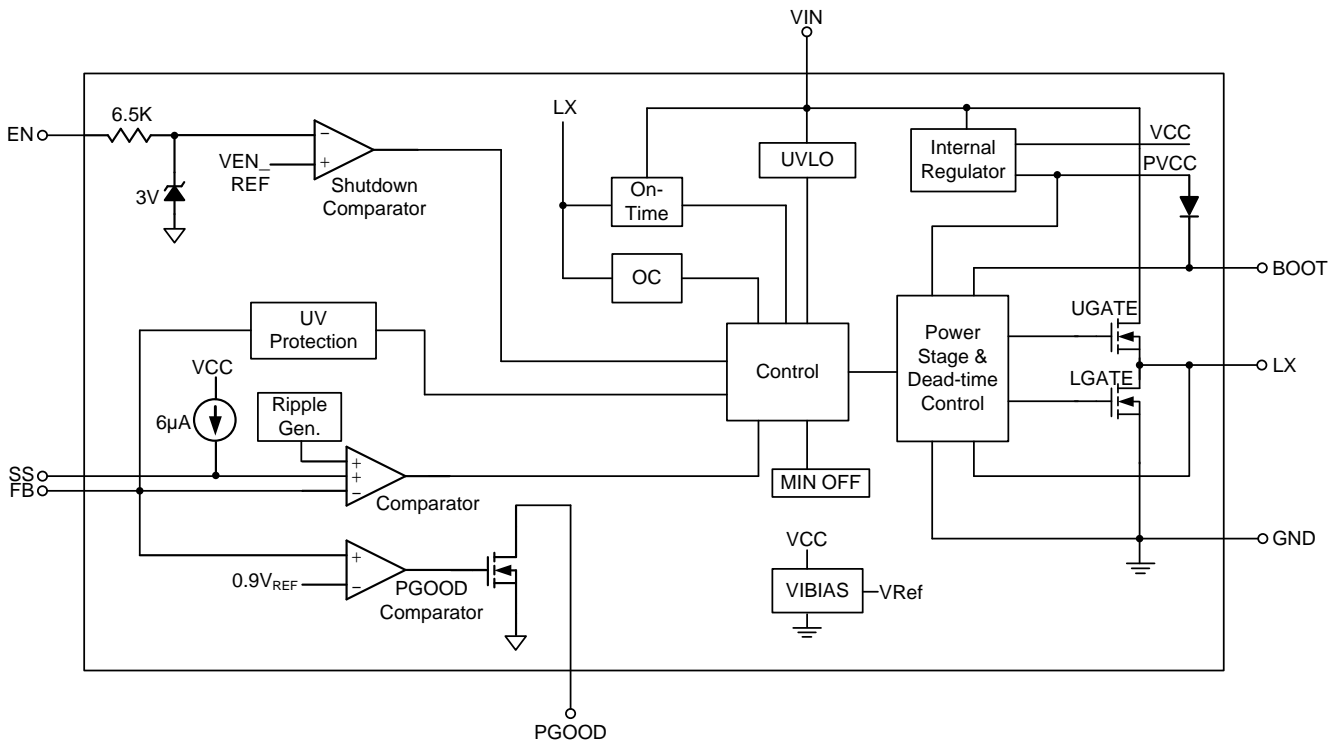 VIN
EN
6.5K
3V
VEN_
REF
−
+
Shutdown
Comparator
LX
On-
Time
OC
UVLO
Internal
Regulator
VCC
PVCC
BOOT
UV
Protection
VCC
6µA
Ripple
Gen.
Control
Power
Stage &
Dead-time
Control
UGATE
LGATE
LX
SS
FB
+
+
−
Comparator
MIN OFF
0.9VREF
+
−
PGOOD
Comparator
VCC
VIBIAS
VRef
GND
PGOOD